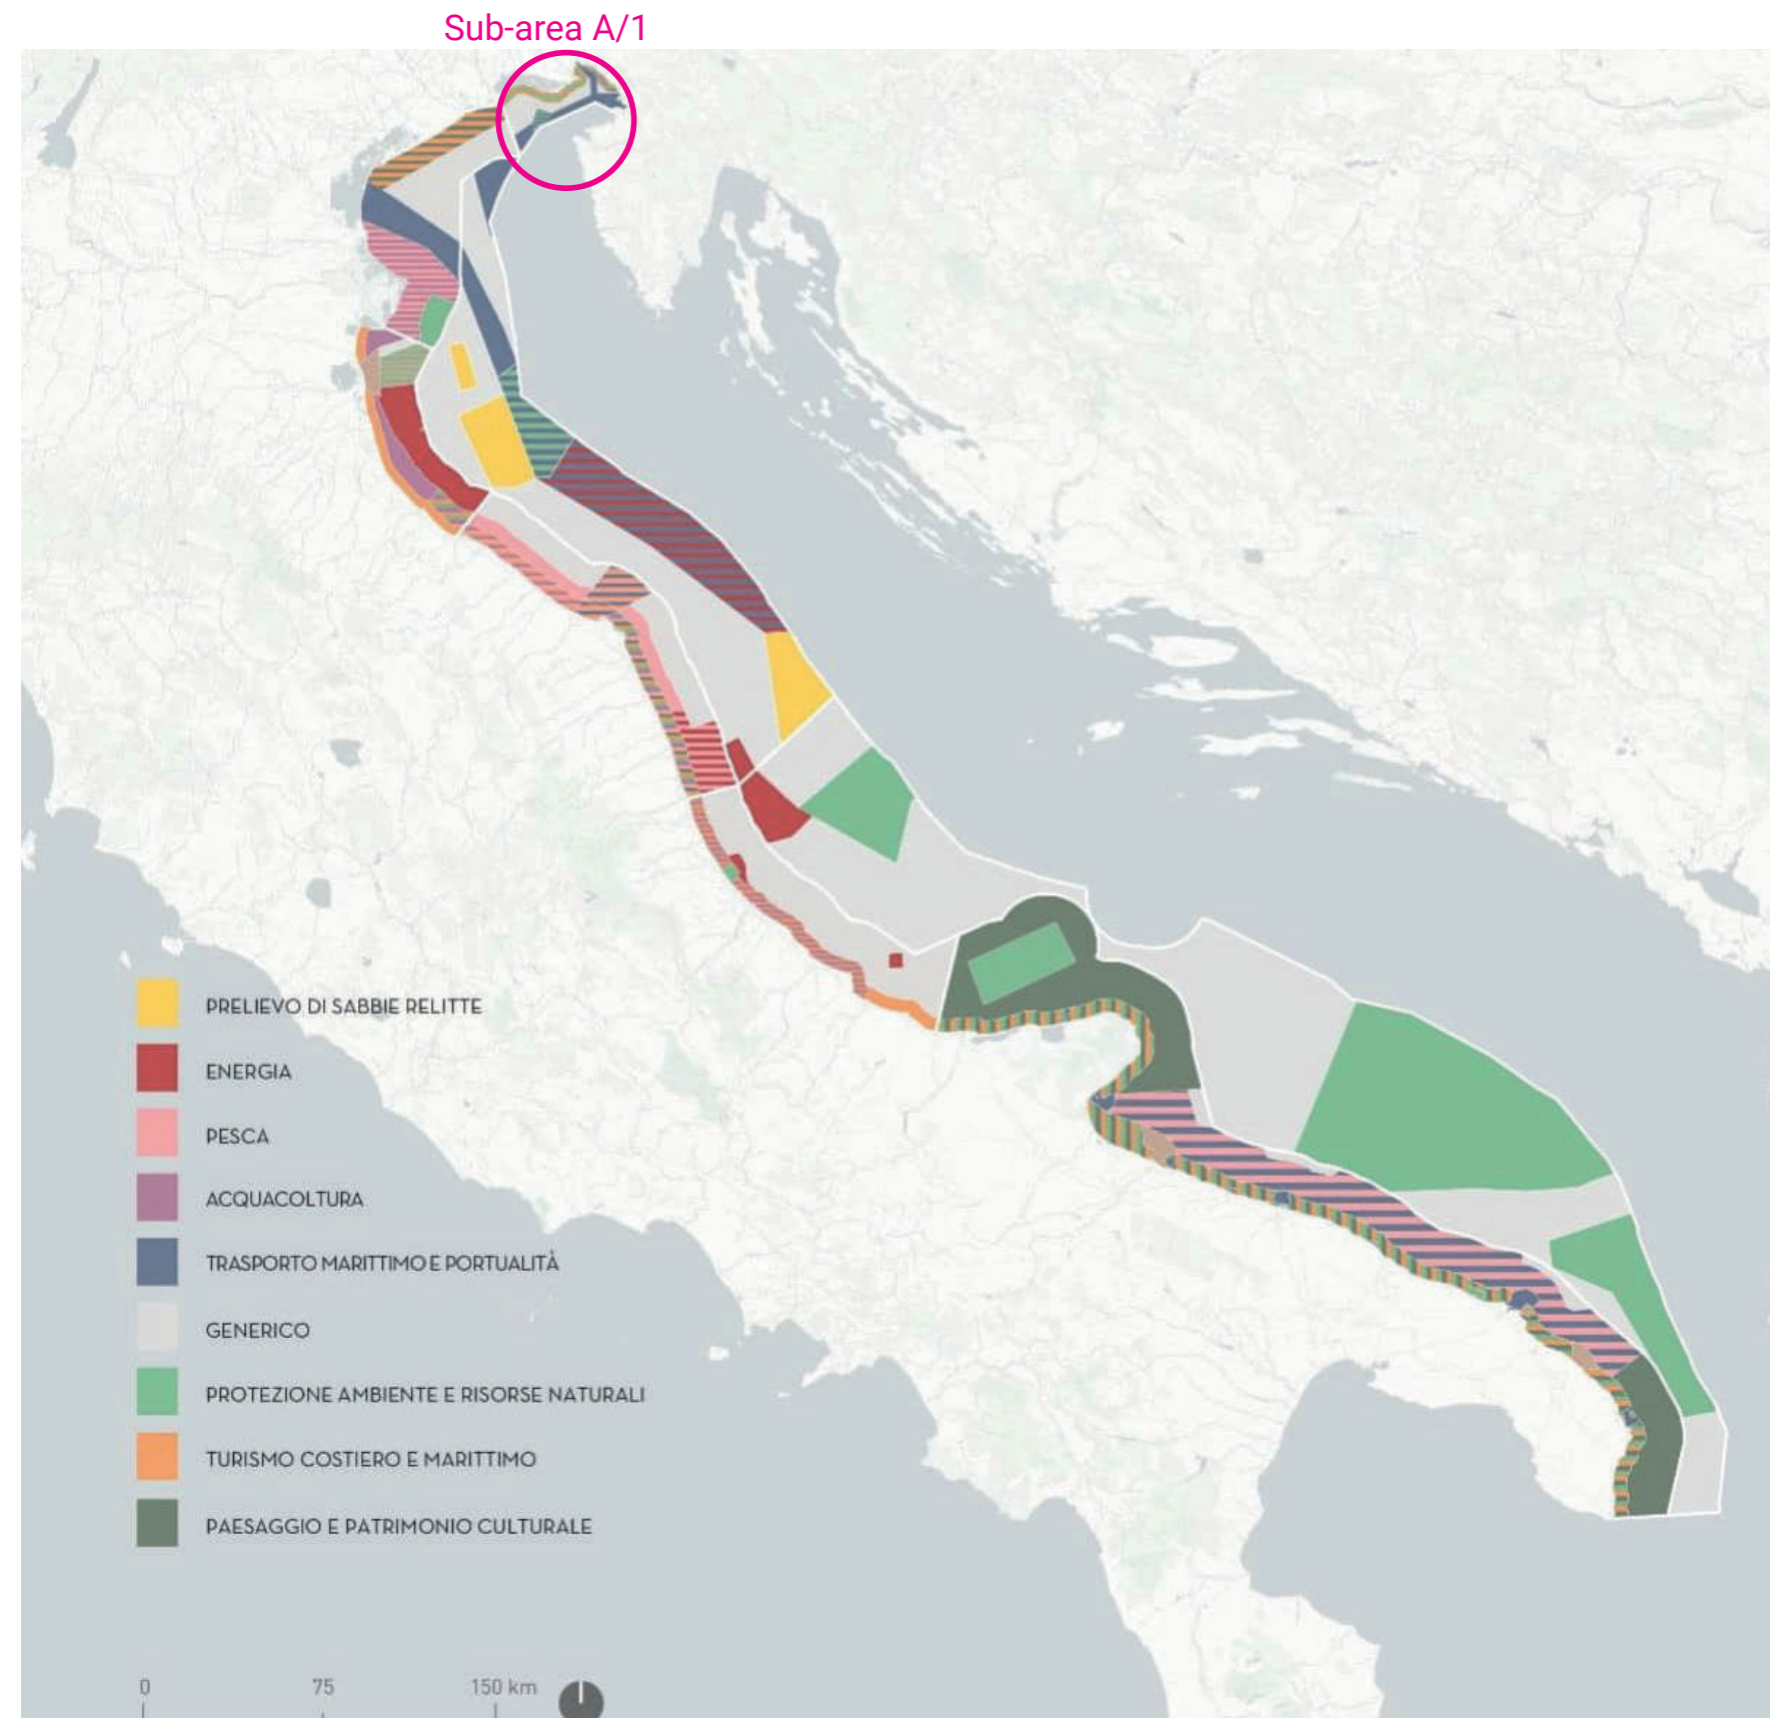 Sub-area A/1
PRELIEVO DI SABBIE RELITTE
ENERGIA
PESCA
ACQUACOLTURA
TRASPORTO MARITTIMO E PORTUALITÀ
GENERICO
PROTEZIONE AMBIENTE E RISORSE NATURALI
TURISMO COSTIERO E MARITTIMO
PAESAGGIO E PATRIMONIO CULTURALE
0 75 150 km